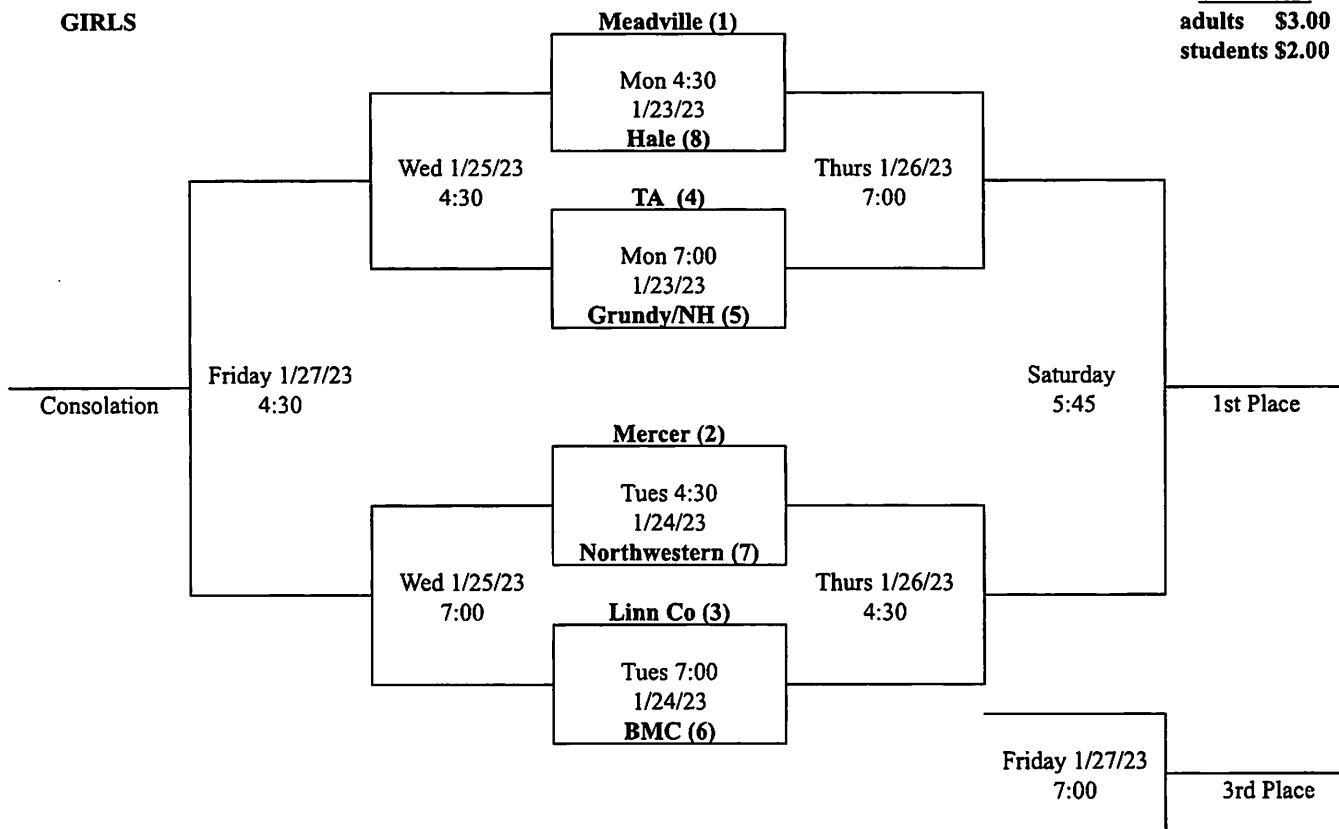 GIRLS
adults $3.00
students $2.00
Meadville (1)
Mon 4:30
1/23/23
Hale (8)
Wed 1/25/23
4:30
Thurs 1/26/23
7:00
TA (4)
Mon 7:00
1/23/23
Grundy/NH (5)
Friday 1/27/23
4:30
Consolation
Saturday
5:45
1st Place
Mercer (2)
Tues 4:30
1/24/23
Northwestern (7)
Wed 1/25/23
7:00
Thurs 1/26/23
4:30
Linn Co (3)
Tues 7:00
1/24/23
BMC (6)
Friday 1/27/23
7:00
3rd Place